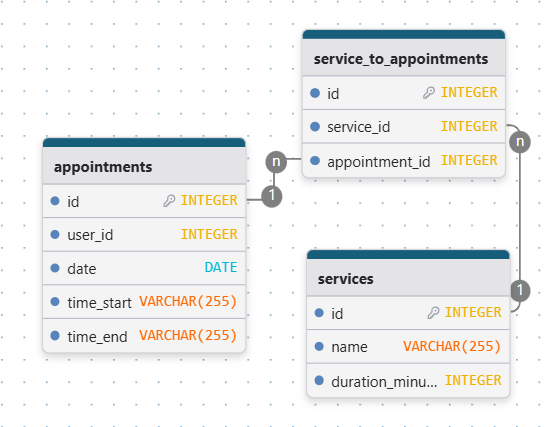 service_to_appointments
id INTEGER
service_id INTEGER
appointment_id INTEGER
n
n
1
1
appointments
id INTEGER
user_id INTEGER
date DATE
time_start VARCHAR(255)
time_end VARCHAR(255)
services
id INTEGER
name VARCHAR(255)
duration_minu... INTEGER